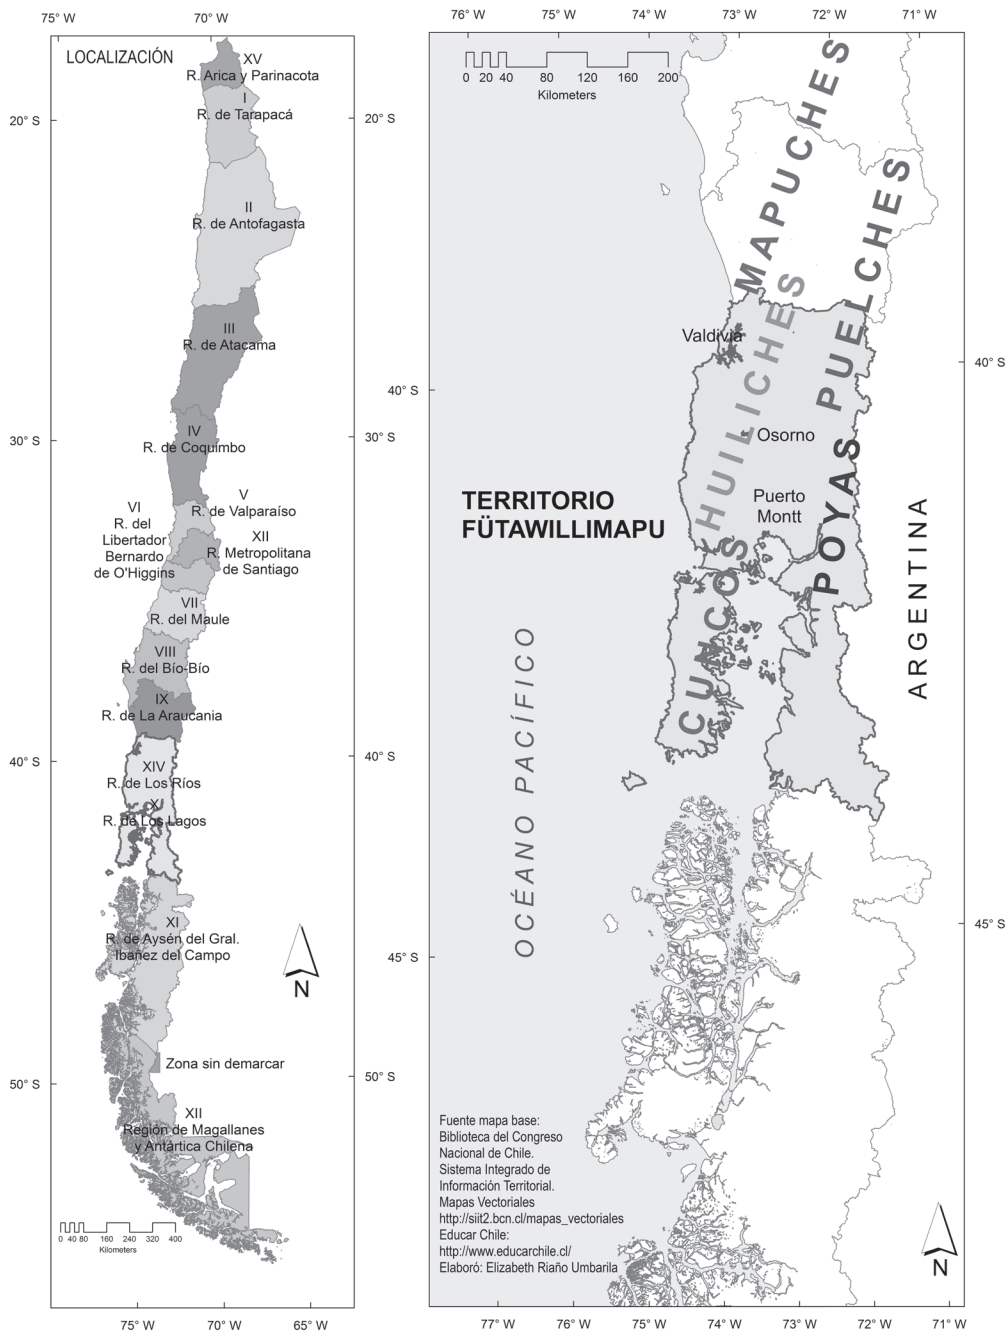 75° W 70° W
LOCALIZACIÓN
XV
R. Arica y Parinacota
I
R. de Tarapacá
20° S
20° S
II
R. de Antofagasta
III
R. de Atacama
30° S
30° S
IV
R. de Coquimbo
V
R. de Valparaíso
VI
R. del
Libertador
Bernardo
de O'Higgins
XII
R. Metropolitana
de Santiago
VII
R. del Maule
VIII
R. del Bío-Bío
IX
R. de La Araucania
40° S
40° S
XIV
R. de Los Ríos
X
R. de Los Lagos
XI
R. de Aysén del Gral.
Ibañez del Campo
N
Zona sin demarcar
50° S
50° S
XII
Región de Magallanes
y Antártica Chilena
0 40 80 160 240 320 400
Kilometers
75° W 70° W 65° W
76° W 75° W 74° W 73° W 72° W 71° W
0 20 40 80 120 160 200
Kilometers
MAPUCHES
PUELCHES
HUILICHES
POYAS
CUNCOS
Valdivia
40° S
40° S
Osorno
Puerto
Montt
TERRITORIO
FÜTAWILLIMAPU
ARGENTINA
OCÉANO PACÍFICO
45° S
45° S
Fuente mapa base:
Biblioteca del Congreso
Nacional de Chile.
Sistema Integrado de
Información Territorial.
Mapas Vectoriales
http://siit2.bcn.cl/mapas_vectoriales
Educar Chile:
http://www.educarchile.cl/
Elaboró: Elizabeth Riaño Umbarila
N
77° W 76° W 75° W 74° W 73° W 72° W 71° W